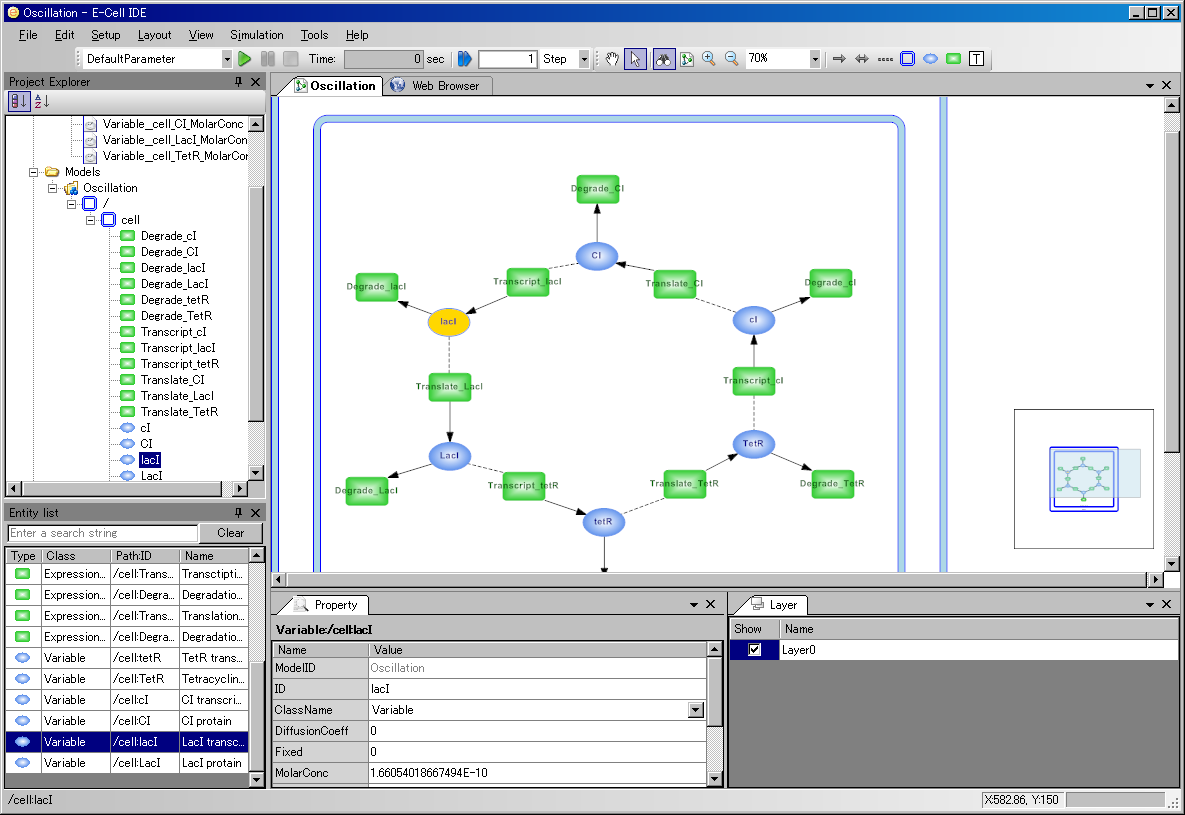 Oscillation - E-Cell IDE
File Edit Setup Layout View Simulation Tools Help
DefaultParameter Time: 0 sec 1 Step 70% T
Project Explorer
Variable__cell_CI_MolarConc
Variable__cell_LacI_MolarCon
Variable__cell_TetR_MolarCor
Models
Oscillation
/
cell
Degrade_cI
Degrade_CI
Degrade_lacI
Degrade_LacI
Degrade_tetR
Degrade_TetR
Transcript_cI
Transcript_lacI
Transcript_tetR
Translate_CI
Translate_LacI
Translate_TetR
cI
CI
lacI
LacI
Oscillation Web Browser
Degrade_CI
CI
Transcript_lacI
Translate_CI
Degrade_lacI
Degrade_cI
lacI
cI
Translate_LacI
Transcript_cI
LacI
TetR
Degrade_LacI
Transcript_tetR
Translate_TetR
Degrade_TetR
tetR
Entity list
Enter a search string Clear
Type Class Path:ID Name
Expression... /cell:Trans... Transctipti...
Expression... /cell:Degra... Degradatio...
Expression... /cell:Trans... Translation...
Expression... /cell:Degra... Degradatio...
Variable /cell:tetR TetR trans...
Variable /cell:TetR Tetracyclin...
Variable /cell:cI CI transcri...
Variable /cell:CI CI protain
Variable /cell:lacI LacI transc...
Variable /cell:LacI LacI protain
Property
Variable:/cell:lacI
Name Value
ModelID Oscillation
ID lacI
ClassName Variable
DiffusionCoeff 0
Fixed 0
MolarConc 1.66054018667494E-10
Layer
Show Name
Layer0
/cell:lacI
X:582.86, Y:150